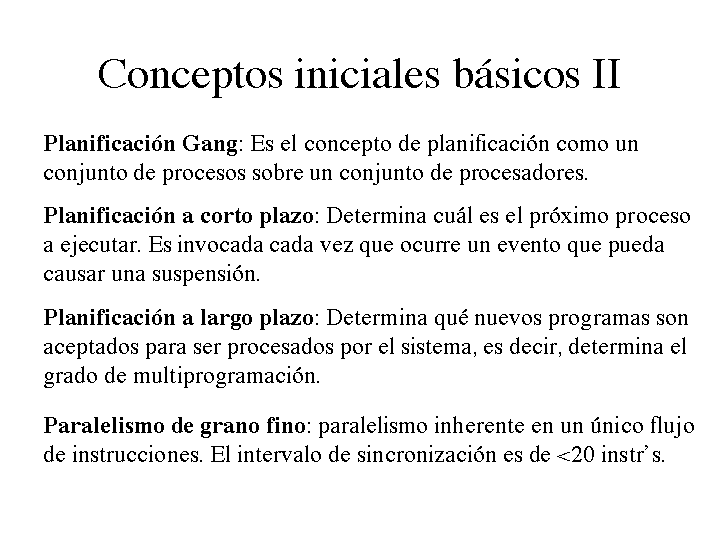 Conceptos iniciales básicos II
Planificación Gang: Es el concepto de planificación como un
conjunto de procesos sobre un conjunto de procesadores.
Planificación a corto plazo: Determina cuál es el próximo proceso
a ejecutar. Es invocada cada vez que ocurre un evento que pueda
causar una suspensión.
Planificación a largo plazo: Determina qué nuevos programas son
aceptados para ser procesados por el sistema, es decir, determina el
grado de multiprogramación.
Paralelismo de grano fino: paralelismo inherente en un único flujo
de instrucciones. El intervalo de sincronización es de <20 instr’s.